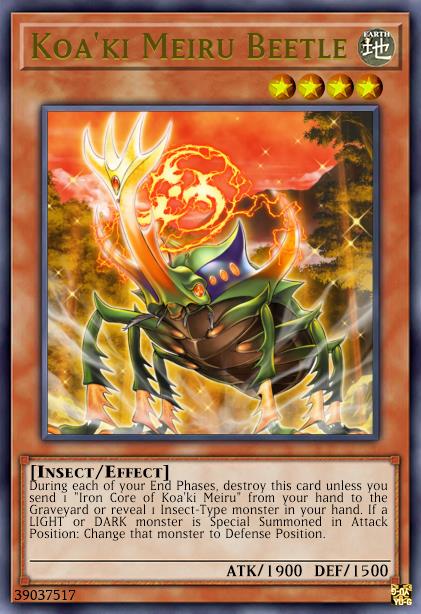 Koa'ki Meiru Beetle
EARTH
地
[Insect/Effect]
During each of your End Phases, destroy this card unless you
send 1 "Iron Core of Koa'ki Meiru" from your hand to the
Graveyard or reveal 1 Insect-Type monster in your hand. If a
LIGHT or DARK monster is Special Summoned in Attack
Position: Change that monster to Defense Position.
ATK/1900 DEF/1500
39037517